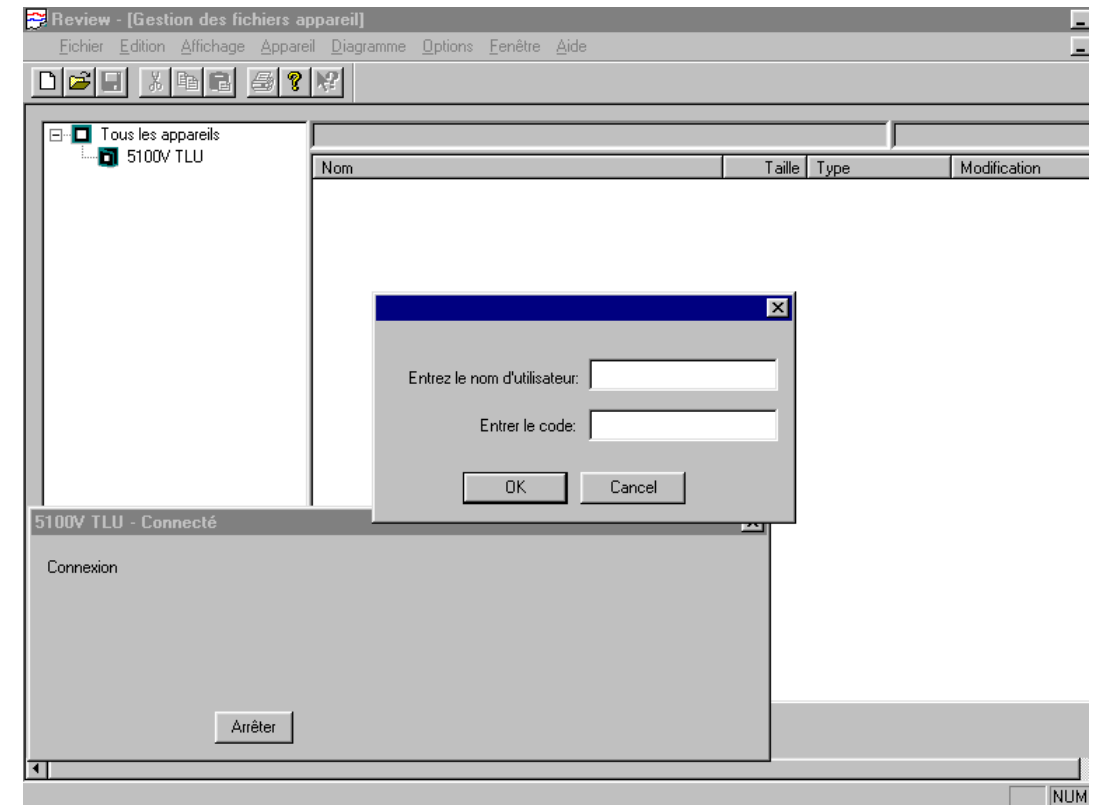 Review - [Gestion des fichiers appareil]
Fichier Edition Affichage Appareil Diagramme Options Fenêtre Aide
Tous les appareils
5100V TLU
Nom Taille Type Modification
Entrez le nom d'utilisateur:
Entrer le code:
OK Cancel
5100V TLU - Connecté
Connexion
Arrêter
NUM